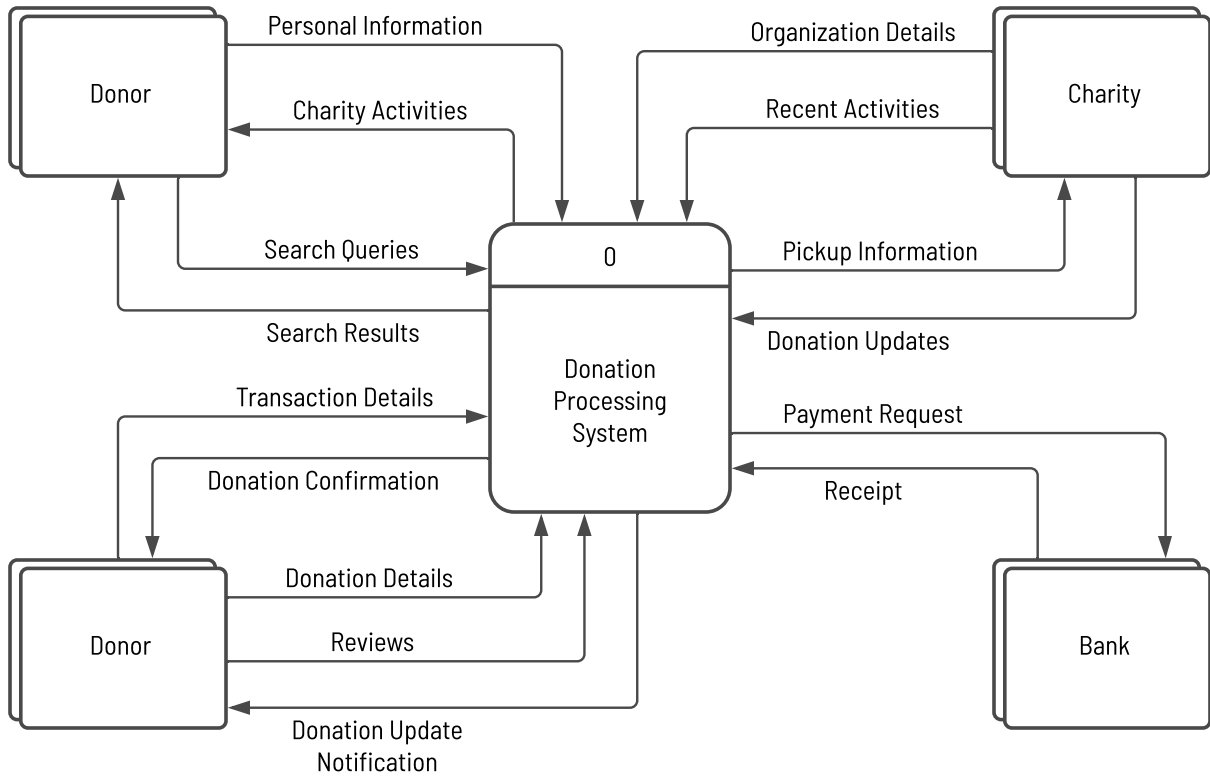 Personal Information
Organization Details
Donor
Charity
Charity Activities
Recent Activities
Search Queries
0
Pickup Information
Search Results
Donation Updates
Donation
Processing
System
Transaction Details
Payment Request
Donation Confirmation
Receipt
Donation Details
Donor
Reviews
Bank
Donation Update
Notification